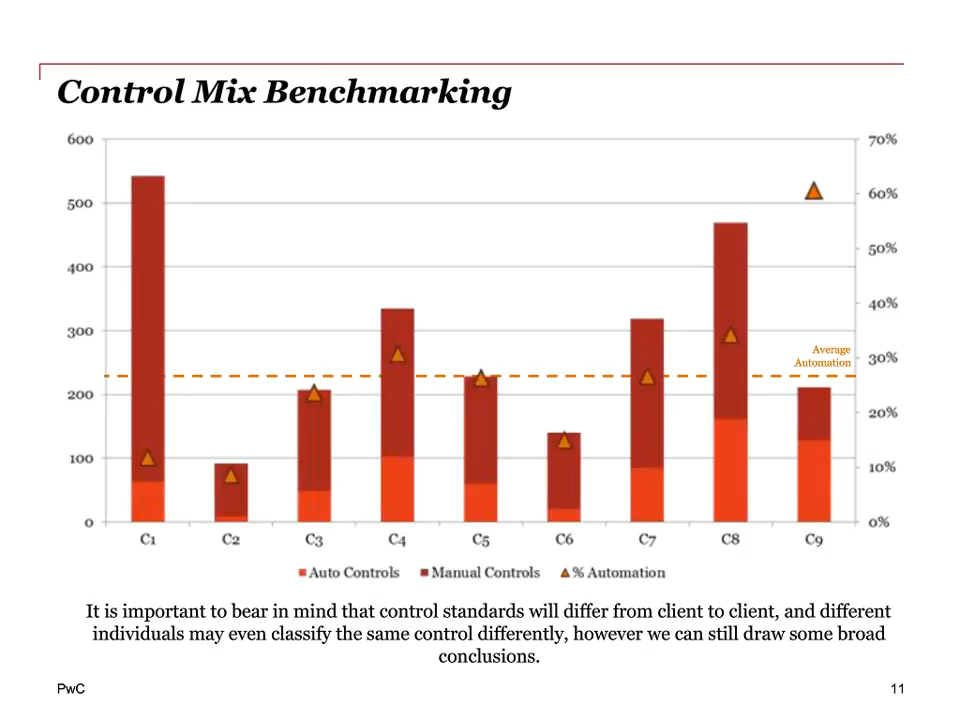 Control Mix Benchmarking
600
500
400
300
200
100
0
70%
60%
50%
40%
30%
20%
10%
0%
Average
Automation
C1 C2 C3 C4 C5 C6 C7 C8 C9
Auto Controls Manual Controls % Automation
It is important to bear in mind that control standards will differ from client to client, and different
individuals may even classify the same control differently, however we can still draw some broad
conclusions.
PwC 11